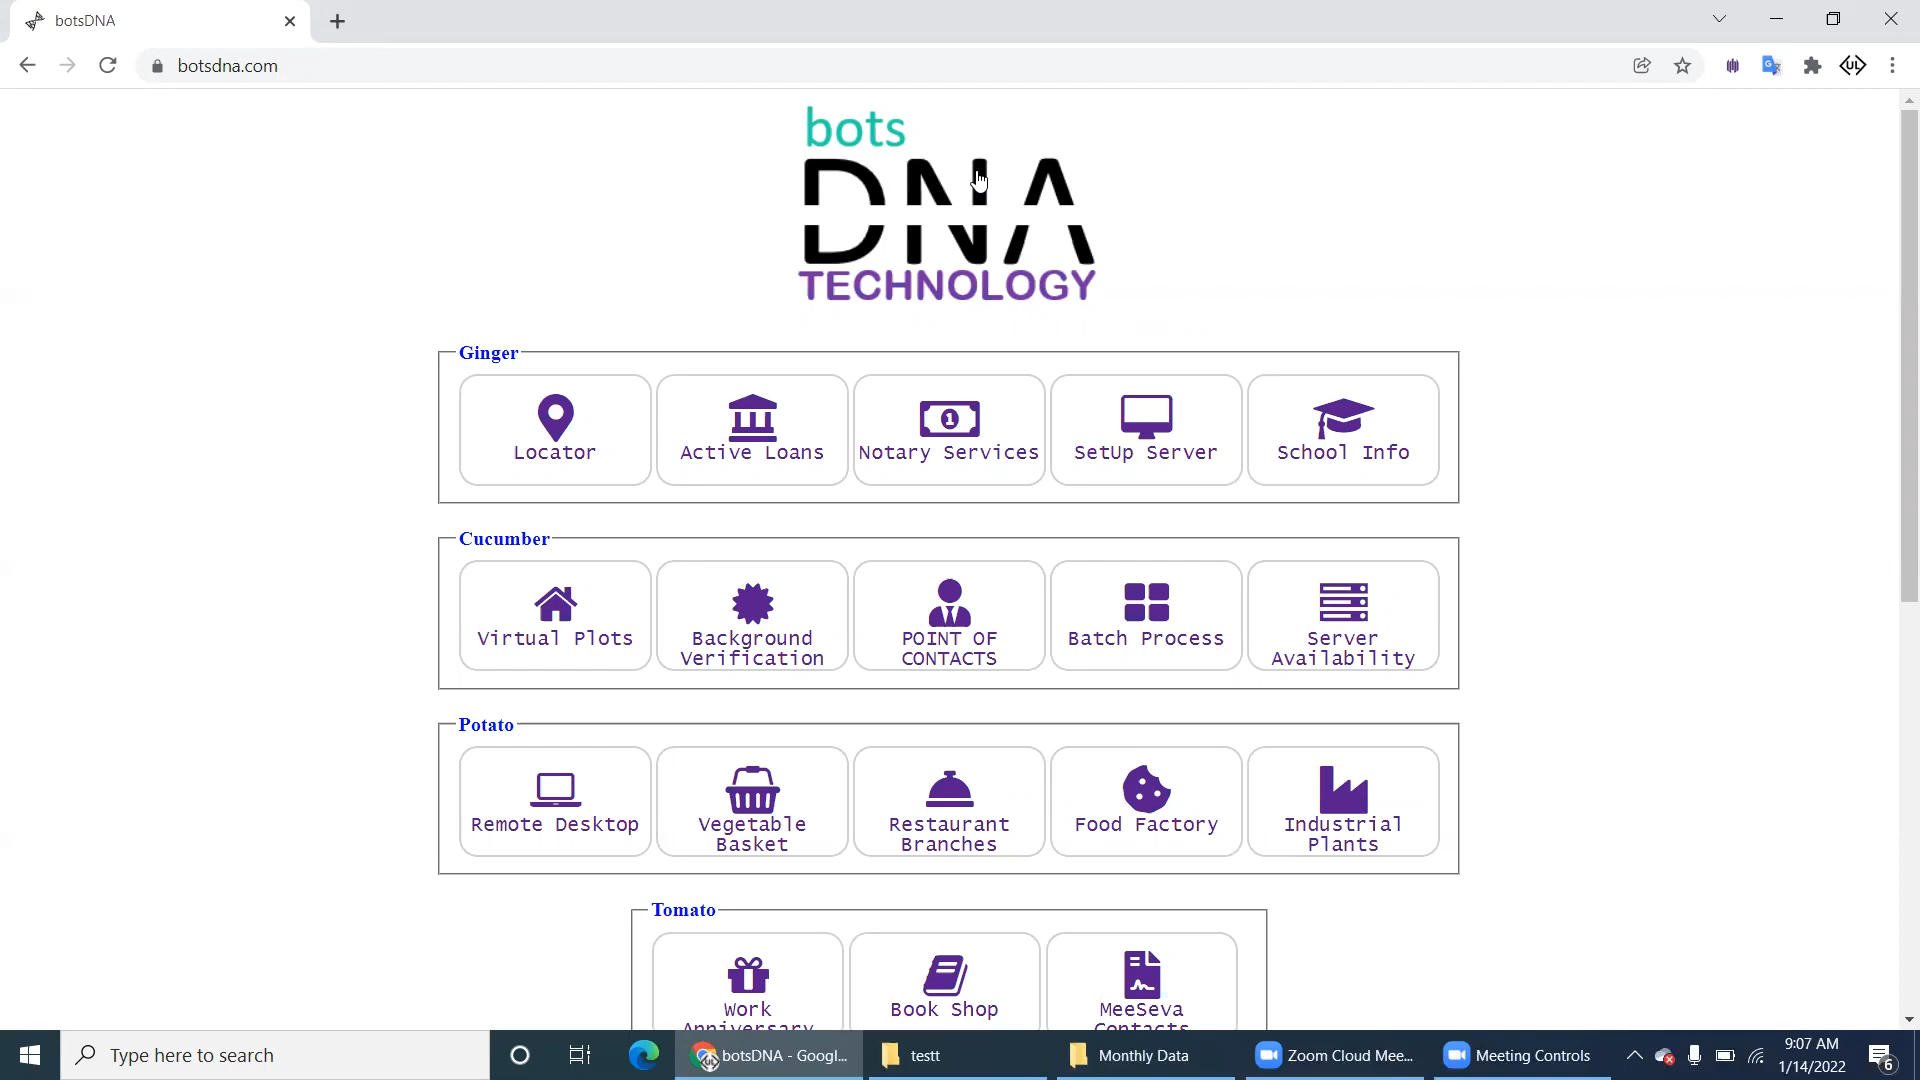 botsDNA
botsdna.com
bots
DNA
TECHNOLOGY
Ginger
Locator
Active Loans
Notary Services
SetUp Server
School Info
Cucumber
Virtual Plots
Background
Verification
POINT OF
CONTACTS
Batch Process
Server
Availability
Potato
Remote Desktop
Vegetable
Basket
Restaurant
Branches
Food Factory
Industrial
Plants
Tomato
Work
Anniversary
Book Shop
MeeSeva
Contacts
Type here to search
botsDNA - Googl...
testt
Monthly Data
Zoom Cloud Mee...
Meeting Controls
9:07 AM
1/14/2022
6